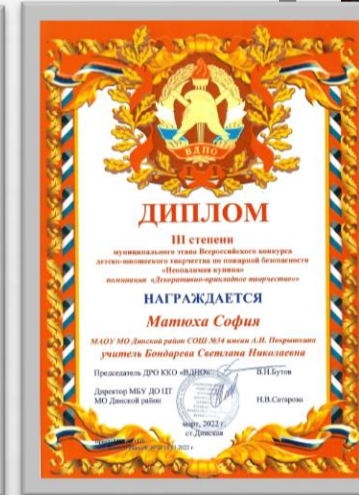 ВДПО
ДИПЛОМ
III степени
муниципального этапа Всероссийского конкурса
детско-юношеского творчества по пожарной безопасности
«Неопалимая купина»
номинация «Декоративно-прикладное творчество»
НАГРАЖДАЕТСЯ
Матюха София
МАОУ МО Динской район СОШ №34 имени А.И. Покрышкина
учитель Бондарева Светлана Николаевна
Председатель ДРО ККО «ВДПО» В.П.Бутов
Директор МБУ ДО ЦТ
МО Динской район Н.В.Сатарова
март, 2022 г.
ст.Динская